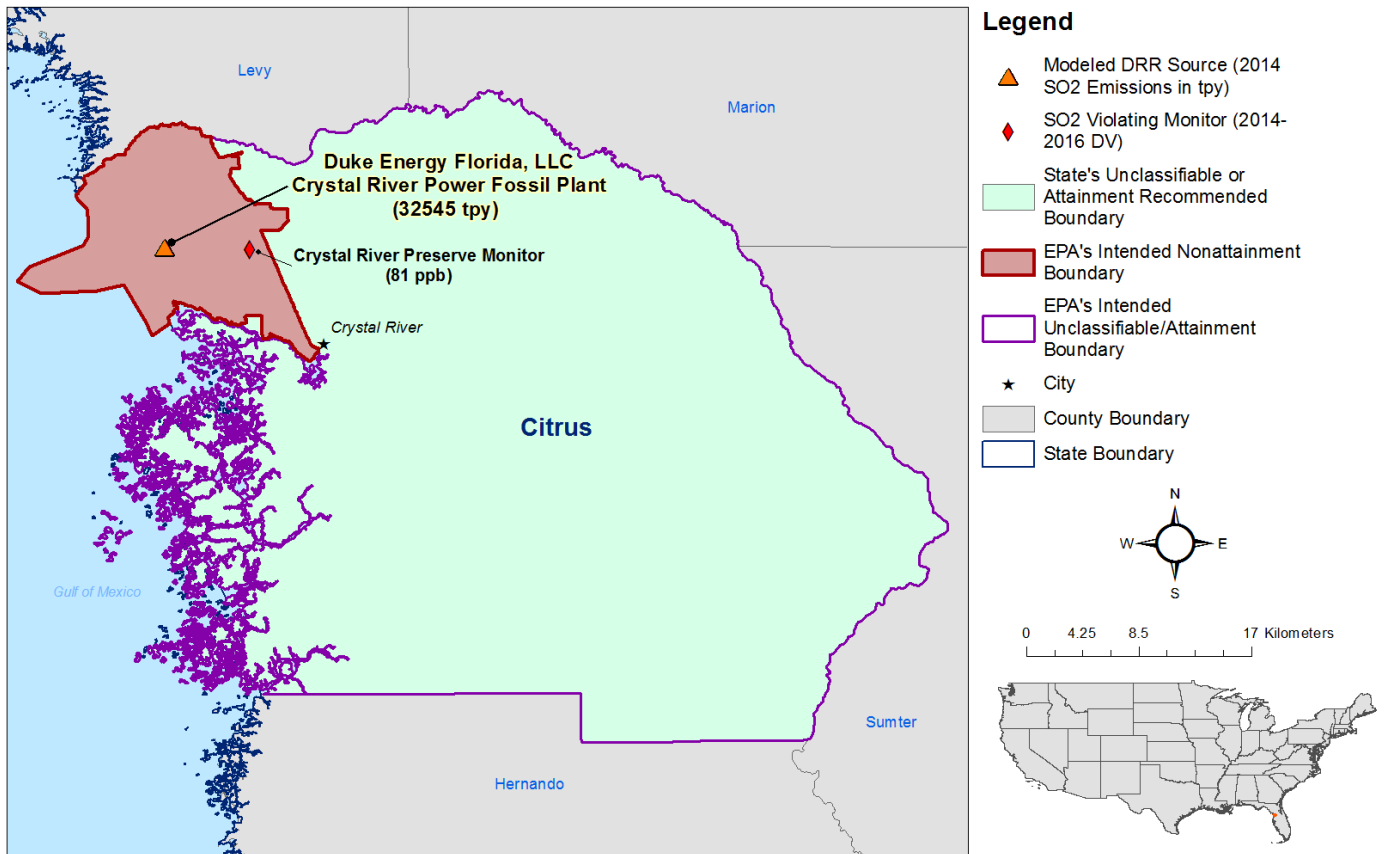 Levy
Marion
Duke Energy Florida, LLC
Crystal River Power Fossil Plant
(32545 tpy)
Crystal River Preserve Monitor
(81 ppb)
Crystal River
Citrus
Gulf of Mexico
Sumter
Hernando
Legend
Modeled DRR Source (2014
SO2 Emissions in tpy)
SO2 Violating Monitor (2014-
2016 DV)
State's Unclassifiable or
Attainment Recommended
Boundary
EPA's Intended Nonattainment
Boundary
EPA's Intended
Unclassifiable/Attainment
Boundary
City
County Boundary
State Boundary
N
W E
S
0 4.25 8.5 17 Kilometers